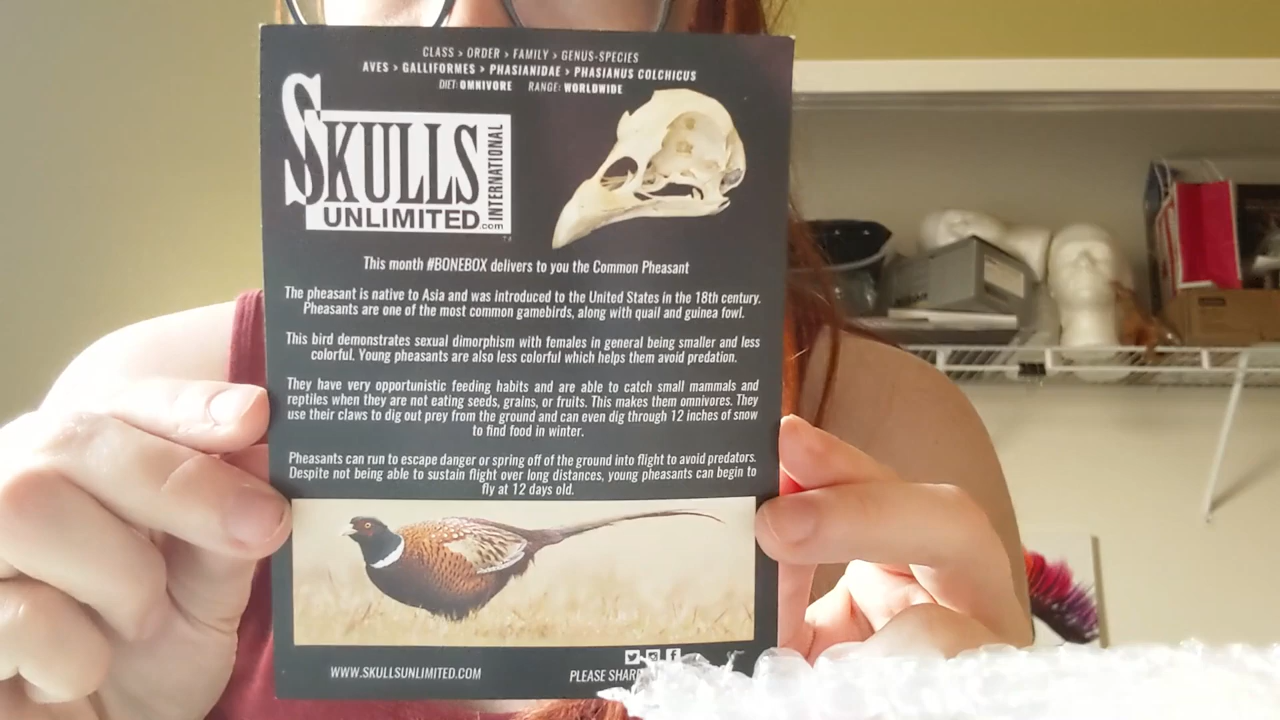 CLASS > ORDER > FAMILY > GENUS-SPECIES
AVES > GALLIFORMES > PHASIANIDAE > PHASIANUS COLCHICUS
DIET: OMNIVORE RANGE: WORLDWIDE
SKULLS
UNLIMITED.com
INTERNATIONAL
TM
This month #BONEBOX delivers to you the Common Pheasant
The pheasant is native to Asia and was introduced to the United States in the 18th century.
Pheasants are one of the most common gamebirds, along with quail and guinea fowl.
This bird demonstrates sexual dimorphism with females in general being smaller and less
colorful. Young pheasants are also less colorful which helps them avoid predation.
They have very opportunistic feeding habits and are able to catch small mammals and
reptiles when they are not eating seeds, grains, or fruits. This makes them omnivores. They
use their claws to dig out prey from the ground and can even dig through 12 inches of snow
to find food in winter.
Pheasants can run to escape danger or spring off of the ground into flight to avoid predators.
Despite not being able to sustain flight over long distances, young pheasants can begin to
fly at 12 days old.
WWW.SKULLSUNLIMITED.COM
PLEASE